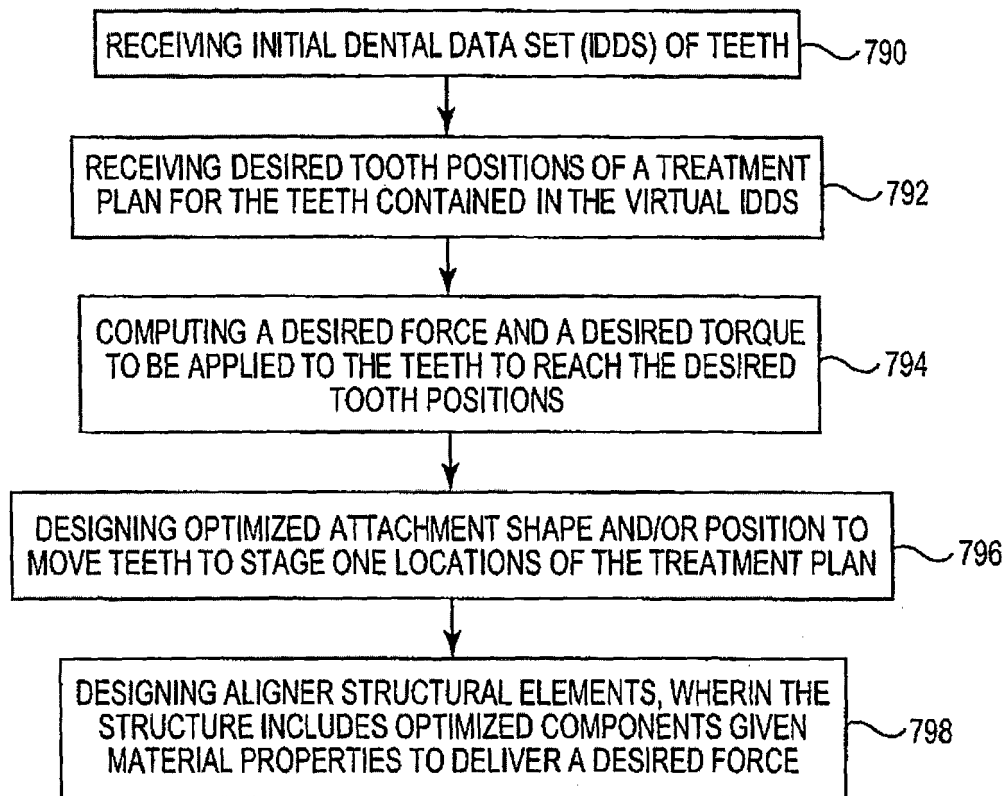 RECEIVING INITIAL DENTAL DATA SET (IDDS) OF TEETH
790
RECEIVING DESIRED TOOTH POSITIONS OF A TREATMENT
PLAN FOR THE TEETH CONTAINED IN THE VIRTUAL IDDS
792
COMPUTING A DESIRED FORCE AND A DESIRED TORQUE
TO BE APPLIED TO THE TEETH TO REACH THE DESIRED
TOOTH POSITIONS
794
DESIGNING OPTIMIZED ATTACHMENT SHAPE AND/OR POSITION TO
MOVE TEETH TO STAGE ONE LOCATIONS OF THE TREATMENT PLAN
796
DESIGNING ALIGNER STRUCTURAL ELEMENTS, WHERIN THE
STRUCTURE INCLUDES OPTIMIZED COMPONENTS GIVEN
MATERIAL PROPERTIES TO DELIVER A DESIRED FORCE
798